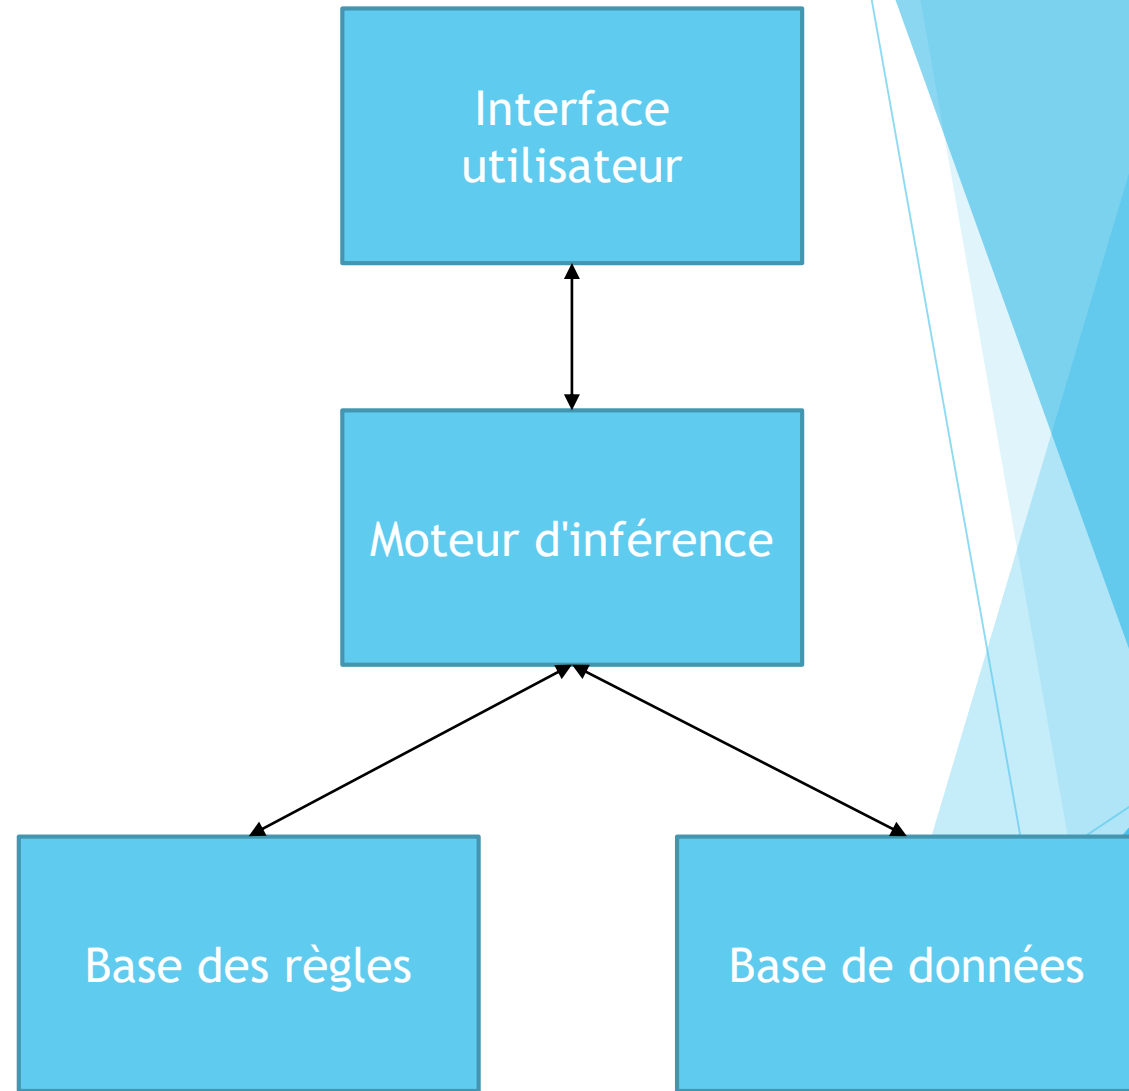 Interface
utilisateur
Moteur d'inférence
Base des règles
Base de données